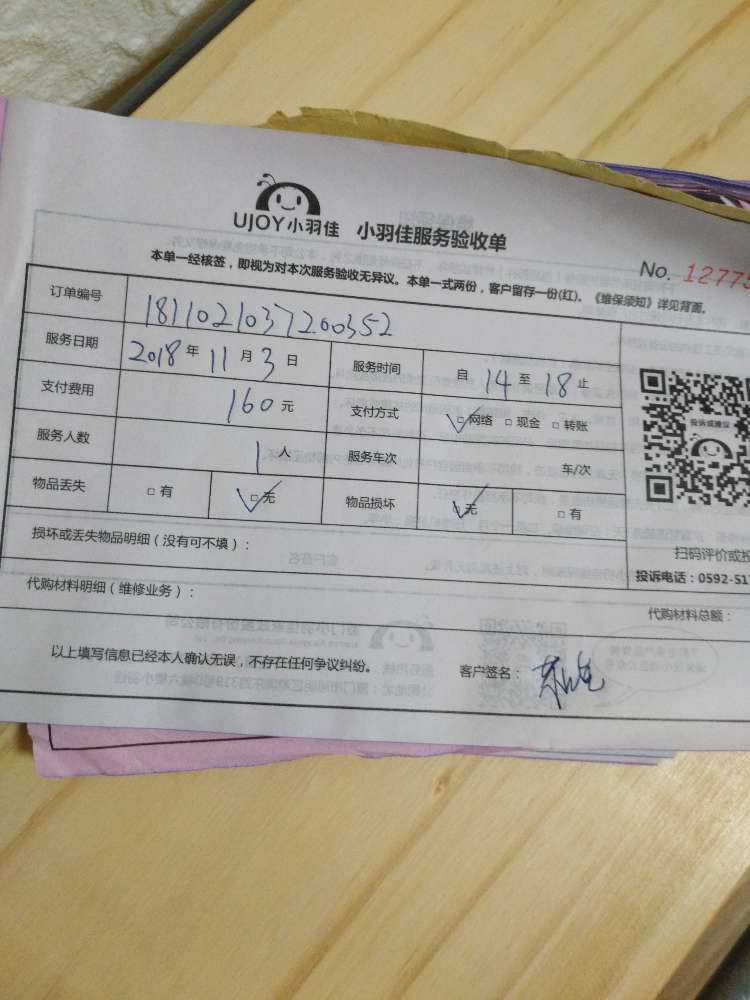 UJOY小羽佳 小羽佳服务验收单
No. 12775
本单一经核签，即视为对本次服务验收无异议。本单一式两份，客户留存一份(红)。《维保须知》详见背面。
订单编号 1811021037200352
服务日期 2018 年 11 月 3 日 服务时间 自 14 至 18 止
支付费用 160 元 支付方式 ☑网络 □现金 □转账
服务人数 1 人 服务车次 车/次
物品丢失 □有 ☑无 物品损坏 ☑无 □有
投诉或建议
损坏或丢失物品明细（没有可不填）：
扫码评价或投
投诉电话：0592-517
代购材料明细（维修业务）：
代购材料总额：
以上填写信息已经本人确认无误，不存在任何争议纠纷。 客户签名：